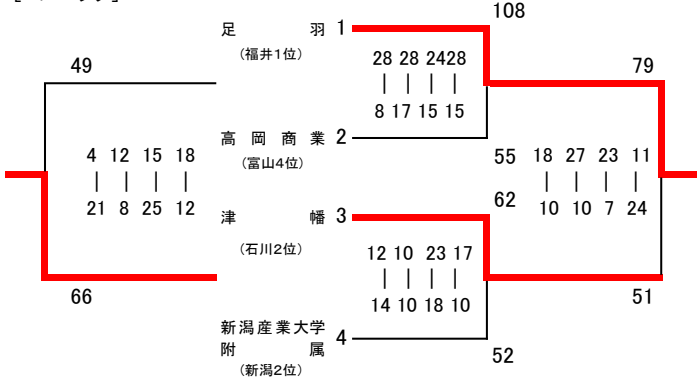 108
足 羽 1
(福井1位)
28 28 24 28
| | | |
8 17 15 15
49
79
高岡商業 2
(富山4位)
55
4 12 15 18
| | | |
21 8 25 12
18 27 23 11
| | | |
10 10 7 24
62
津 幡 3
(石川2位)
12 10 23 17
| | | |
14 10 18 10
66
51
新潟産業大学
附 属 4
(新潟2位)
52